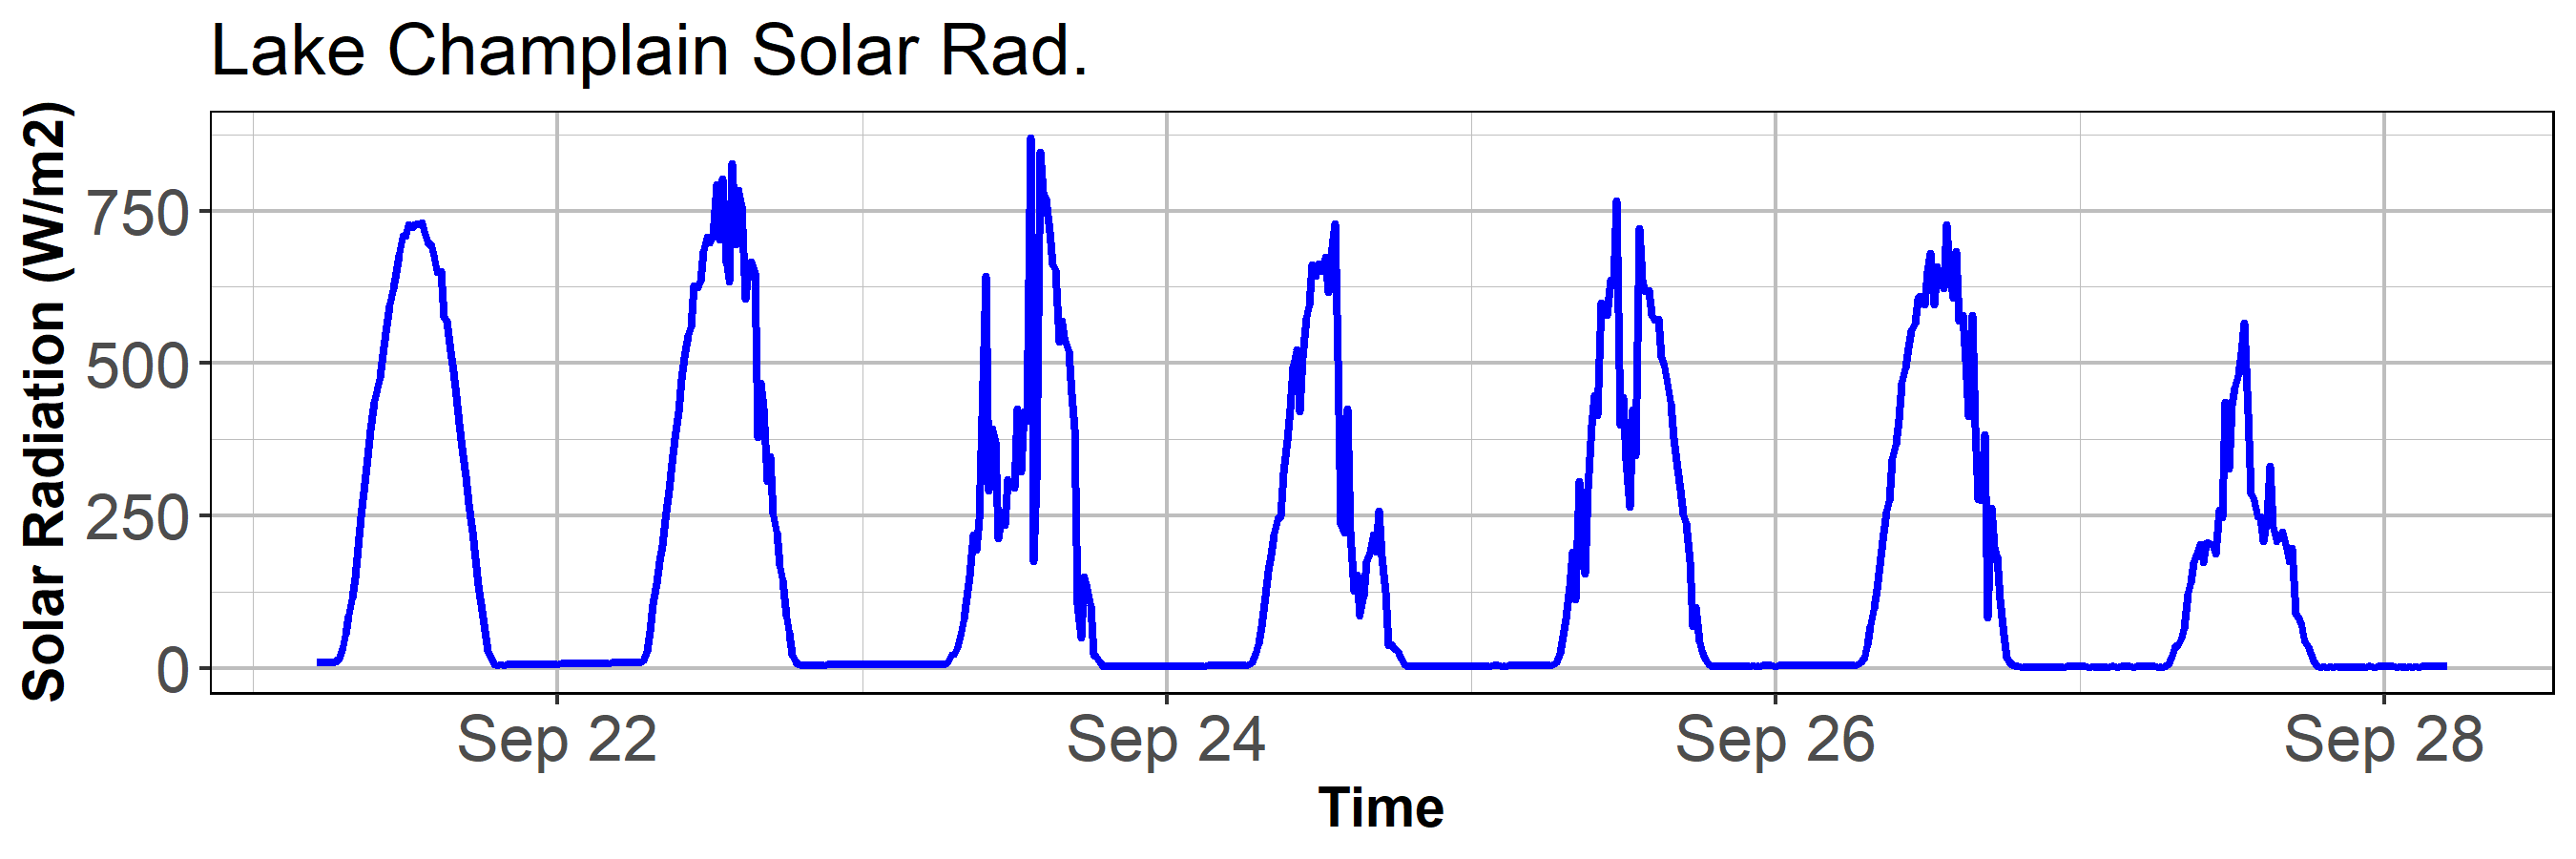 Lake Champlain Solar Rad.
Solar Radiation (W/m2)
750
500
250
0
Sep 22
Sep 24
Sep 26
Sep 28
Time